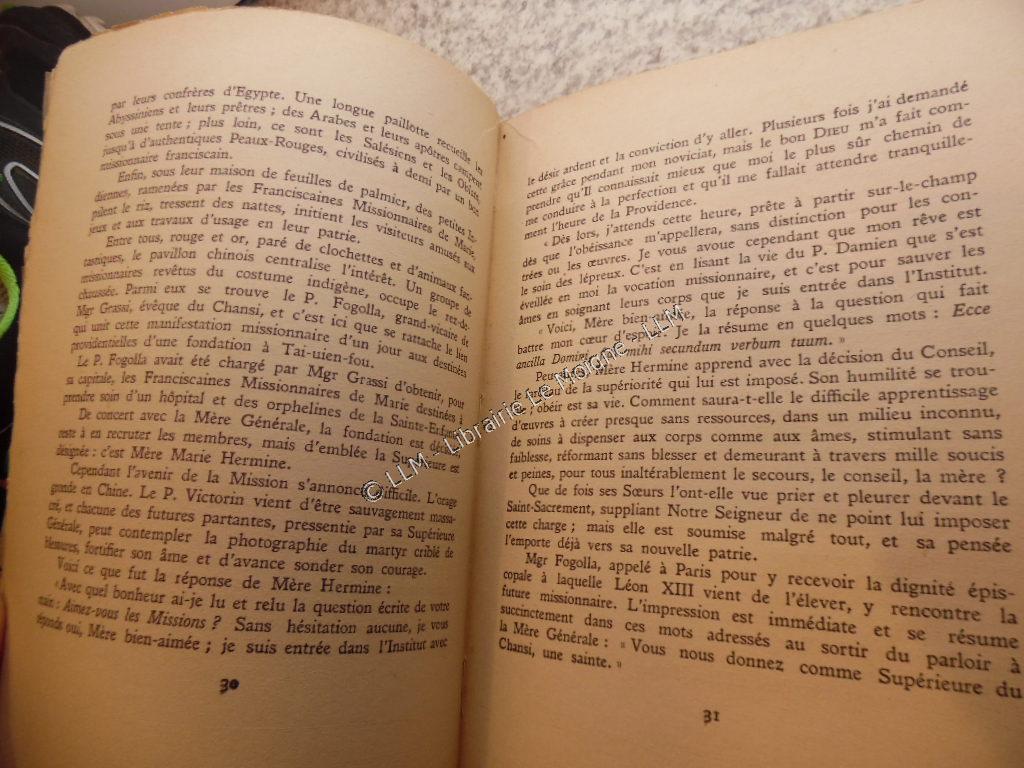 par leurs confrères d'Egypte. Une longue paillotte recueille les
Abyssiniens et leurs prêtres ; des Arabes et leurs apôtres campent
sous une tente ; plus loin, ce sont les Salésiens et les Oblats,
jusqu'à d'authentiques Peaux-Rouges, civilisés à demi par un bon
missionnaire franciscain.
Enfin, sous leur maison de feuilles de palmier, des petites In-
diennes, ramenées par les Franciscaines Missionnaires de Marie,
pilent le riz, tressent des nattes, initient les visiteurs amusés aux
jeux et aux travaux d'usage en leur patrie.
Entre tous, rouge et or, paré de clochettes et d'animaux fan-
tastiques, le pavillon chinois centralise l'intérêt. Un groupe de
missionnaires revêtus du costume indigène, occupe le rez-de-
chaussée. Parmi eux se trouve le P. Fogolla, grand-vicaire de
Mgr Grassi, évêque du Chansi, et c'est ici que se rattache le lien
qui unit cette manifestation missionnaire d'un jour aux destinées
providentielles d'une fondation à Tai-uien-fou.
Le P. Fogolla avait été chargé par Mgr Grassi d'obtenir, pour
sa capitale, les Franciscaines Missionnaires de Marie destinées à
prendre soin d'un hôpital et des orphelines de la Sainte-Enfance.
De concert avec la Mère Générale, la fondation est décidée,
reste à en recruter les membres, mais d'emblée la Supérieure est
désignée : c'est Mère Marie Hermine.
Cependant l'avenir de la Mission s'annonce difficile. L'orage
gronde en Chine. Le P. Victorin vient d'être sauvagement massa-
cré, et chacune des futures partantes, pressentie par sa Supérieure
Générale, peut contempler la photographie du martyr criblé de
blessures, fortifier son âme et d'avance sonder son courage.
Voici ce que fut la réponse de Mère Hermine :
« Avec quel bonheur ai-je lu et relu la question écrite de votre
main : Aimez-vous les Missions ? Sans hésitation aucune, je vous
réponds oui, Mère bien-aimée ; je suis entrée dans l'Institut avec
30
le désir ardent et la conviction d'y aller. Plusieurs fois j'ai demandé
cette grâce pendant mon noviciat, mais le bon DIEU m'a fait com-
prendre qu'Il connaissait mieux que moi le plus sûr chemin de
me conduire à la perfection et qu'il me fallait attendre tranquille-
ment l'heure de la Providence.
« Dès lors, j'attends cette heure, prête à partir sur-le-champ
dès que l'obéissance m'appellera, sans distinction pour les con-
trées ou les œuvres. Je vous avoue cependant que mon rêve est
le soin des lépreux. C'est en lisant la vie du P. Damien que s'est
éveillée en moi la vocation missionnaire, et c'est pour sauver les
âmes en soignant leurs corps que je suis entrée dans l'Institut.
« Voici, Mère bien-aimée, la réponse à la question qui fait
battre mon cœur d'espoir. Je la résume en quelques mots : Ecce
ancilla Domini, mihi secundum verbum tuum. »
Peu Mère Hermine apprend avec la décision du Conseil,
le de la supériorité qui lui est imposé. Son humilité se trou-
obéir est sa vie. Comment saura-t-elle le difficile apprentissage
d'œuvres à créer presque sans ressources, dans un milieu inconnu,
de soins à dispenser aux corps comme aux âmes, stimulant sans
faiblesse, réformant sans blesser et demeurant à travers mille soucis
et peines, pour tous inaltérablement le secours, le conseil, la mère ?
Que de fois ses Sœurs l'ont-elle vue prier et pleurer devant le
Saint-Sacrement, suppliant Notre Seigneur de ne point lui imposer
cette charge ; mais elle est soumise malgré tout, et sa pensée
l'emporte déjà vers sa nouvelle patrie.
Mgr Fogolla, appelé à Paris pour y recevoir la dignité épis-
copale à laquelle Léon XIII vient de l'élever, y rencontre la
future missionnaire. L'impression est immédiate et se résume
succinctement dans ces mots adressés au sortir du parloir à
la Mère Générale : « Vous nous donnez comme Supérieure du
Chansi, une sainte. »
31
© LLM - Librairie Le Moigne - LLM